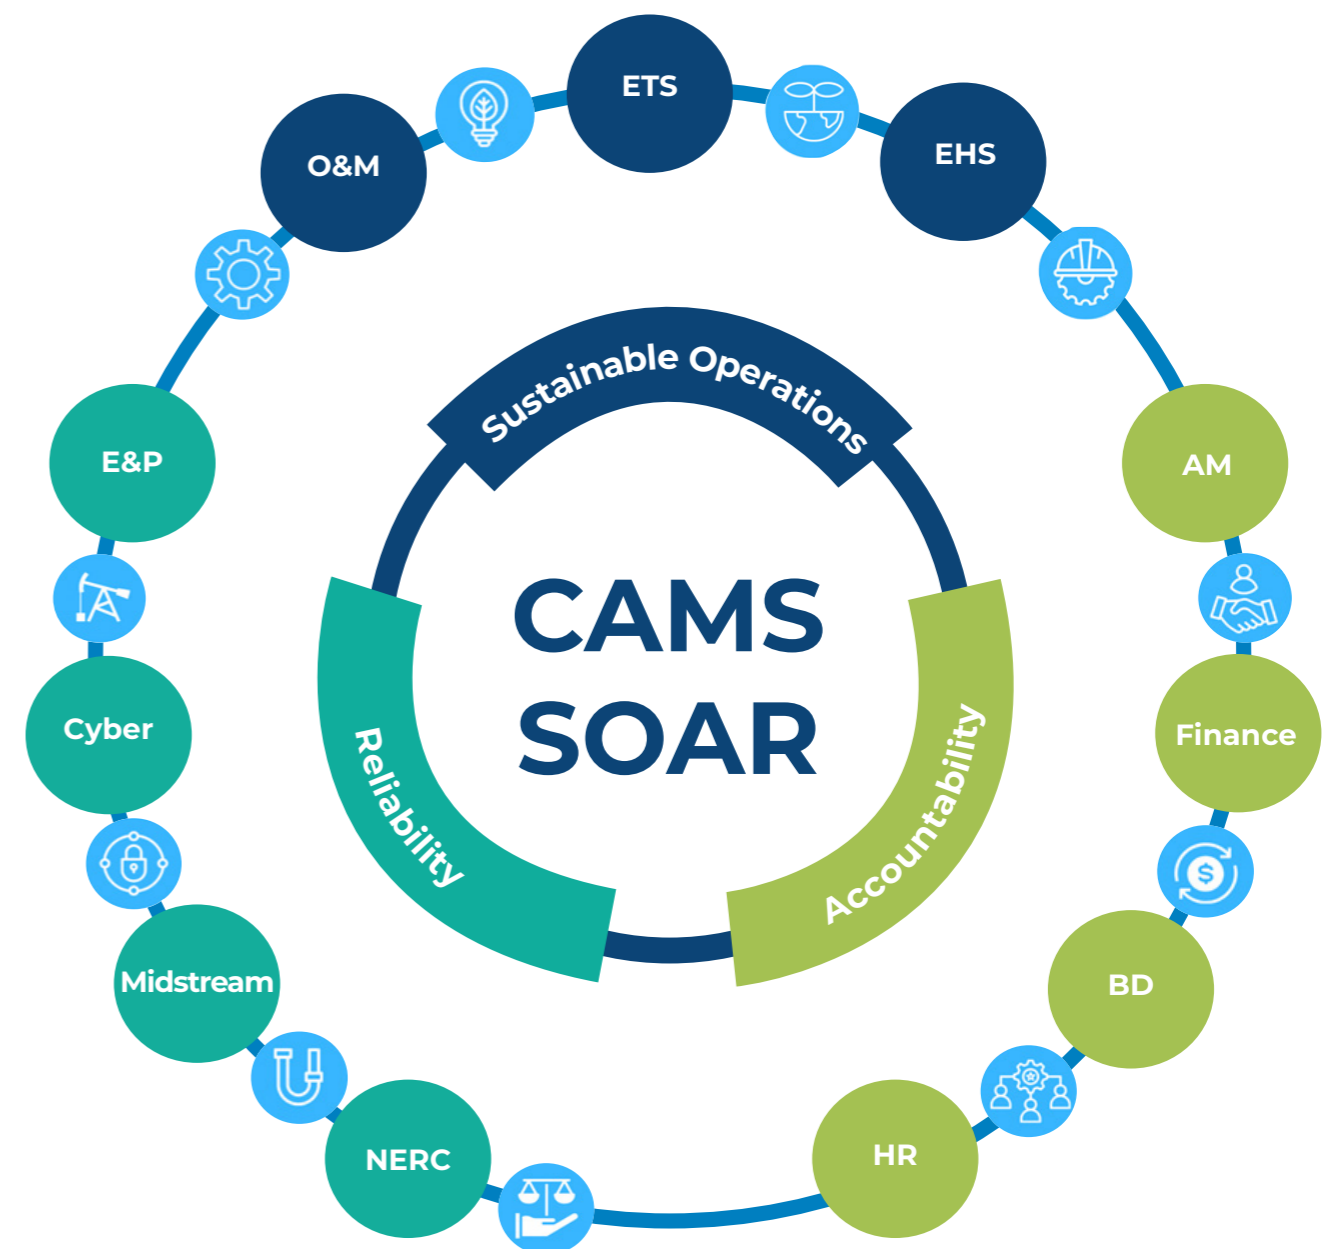 ETS
O&M
EHS
Sustainable Operations
E&P
AM
CAMS
SOAR
Cyber
Finance
Reliability
Accountability
Midstream
BD
NERC
HR
$